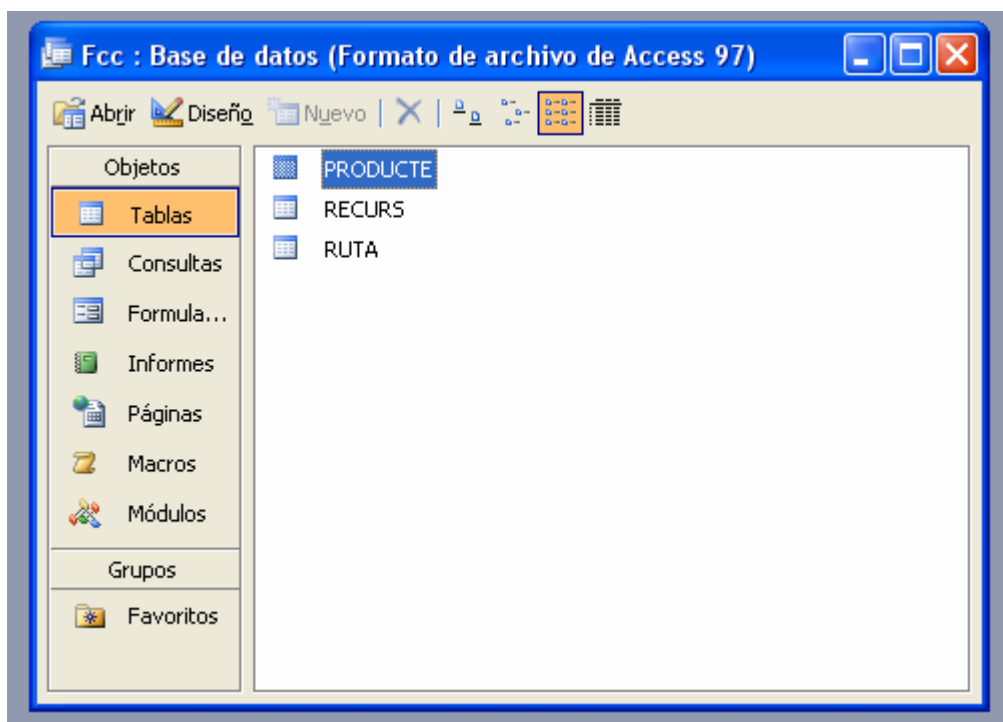 Fcc : Base de datos (Formato de archivo de Access 97)
Abrir Diseño Nuevo
Objetos
Tablas
Consultas
Formula...
Informes
Páginas
Macros
Módulos
Grupos
Favoritos
PRODUCTE
RECURS
RUTA